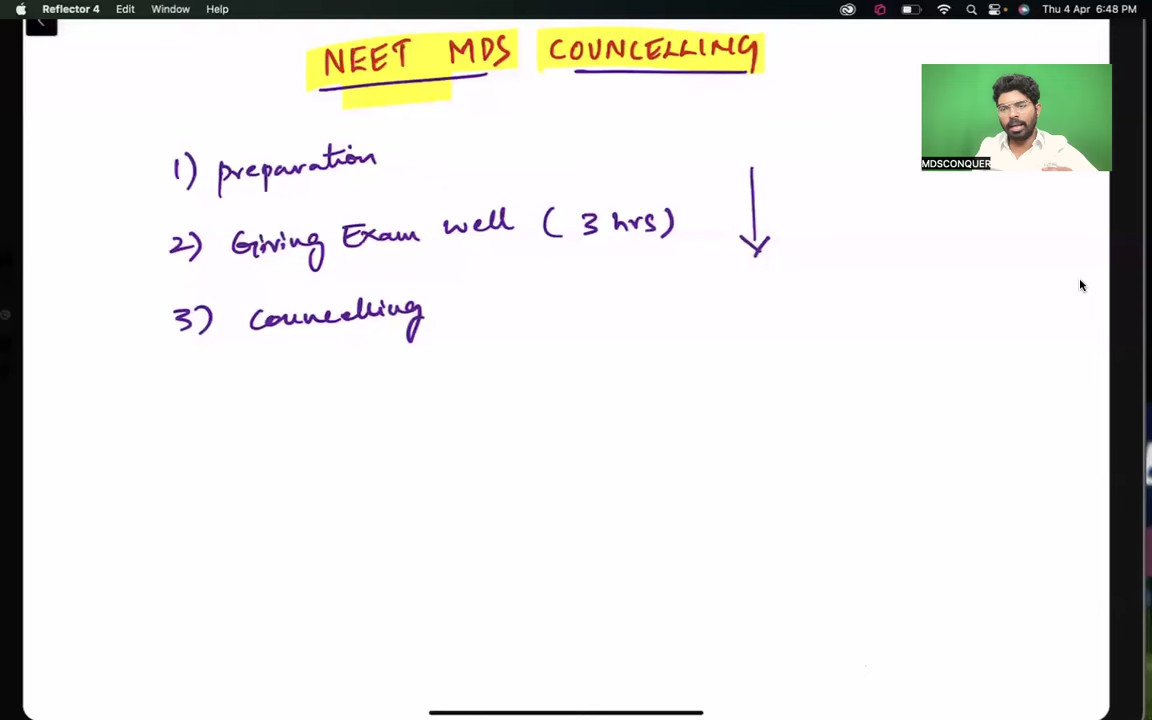 Reflector 4 Edit Window Help Thu 4 Apr 6:48 PM
NEET MDS COUNCELLING
MDSCONQUER
1) preparation
2) Giving Exam well ( 3 hrs)
3) councelling